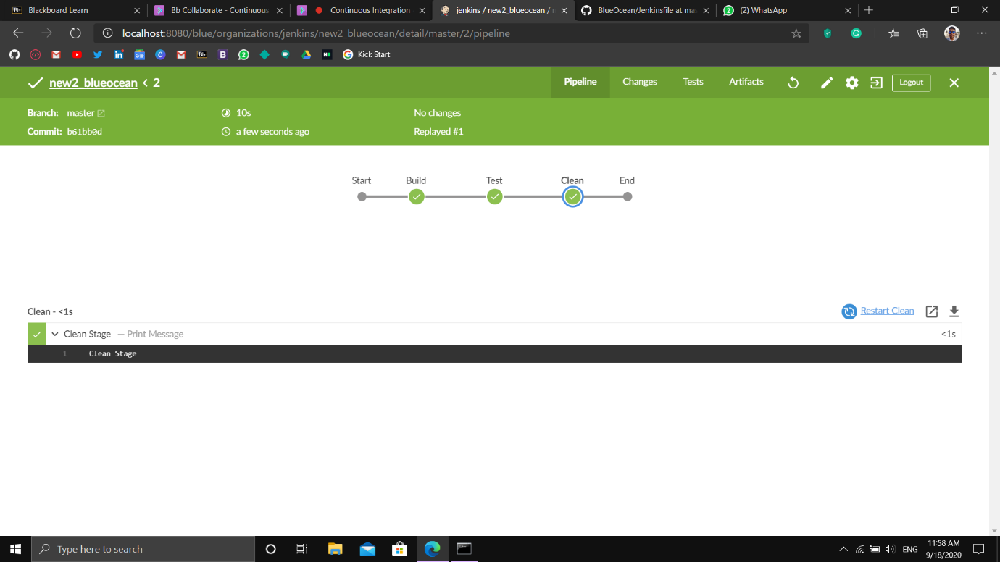 Blackboard Learn
Bb Collaborate - Continuous
Continuous Integration
jenkins / new2_blueocean /
BlueOcean/Jenkinsfile at mas
(2) WhatsApp
localhost:8080/blue/organizations/jenkins/new2_blueocean/detail/master/2/pipeline
Kick Start
new2_blueocean < 2
Pipeline
Changes
Tests
Artifacts
Logout
Branch: master
10s
No changes
Commit: b61bb0d
a few seconds ago
Replayed #1
Start
Build
Test
Clean
End
Clean - <1s
Restart Clean
Clean Stage — Print Message
<1s
1 Clean Stage
Type here to search
ENG
11:58 AM
9/18/2020